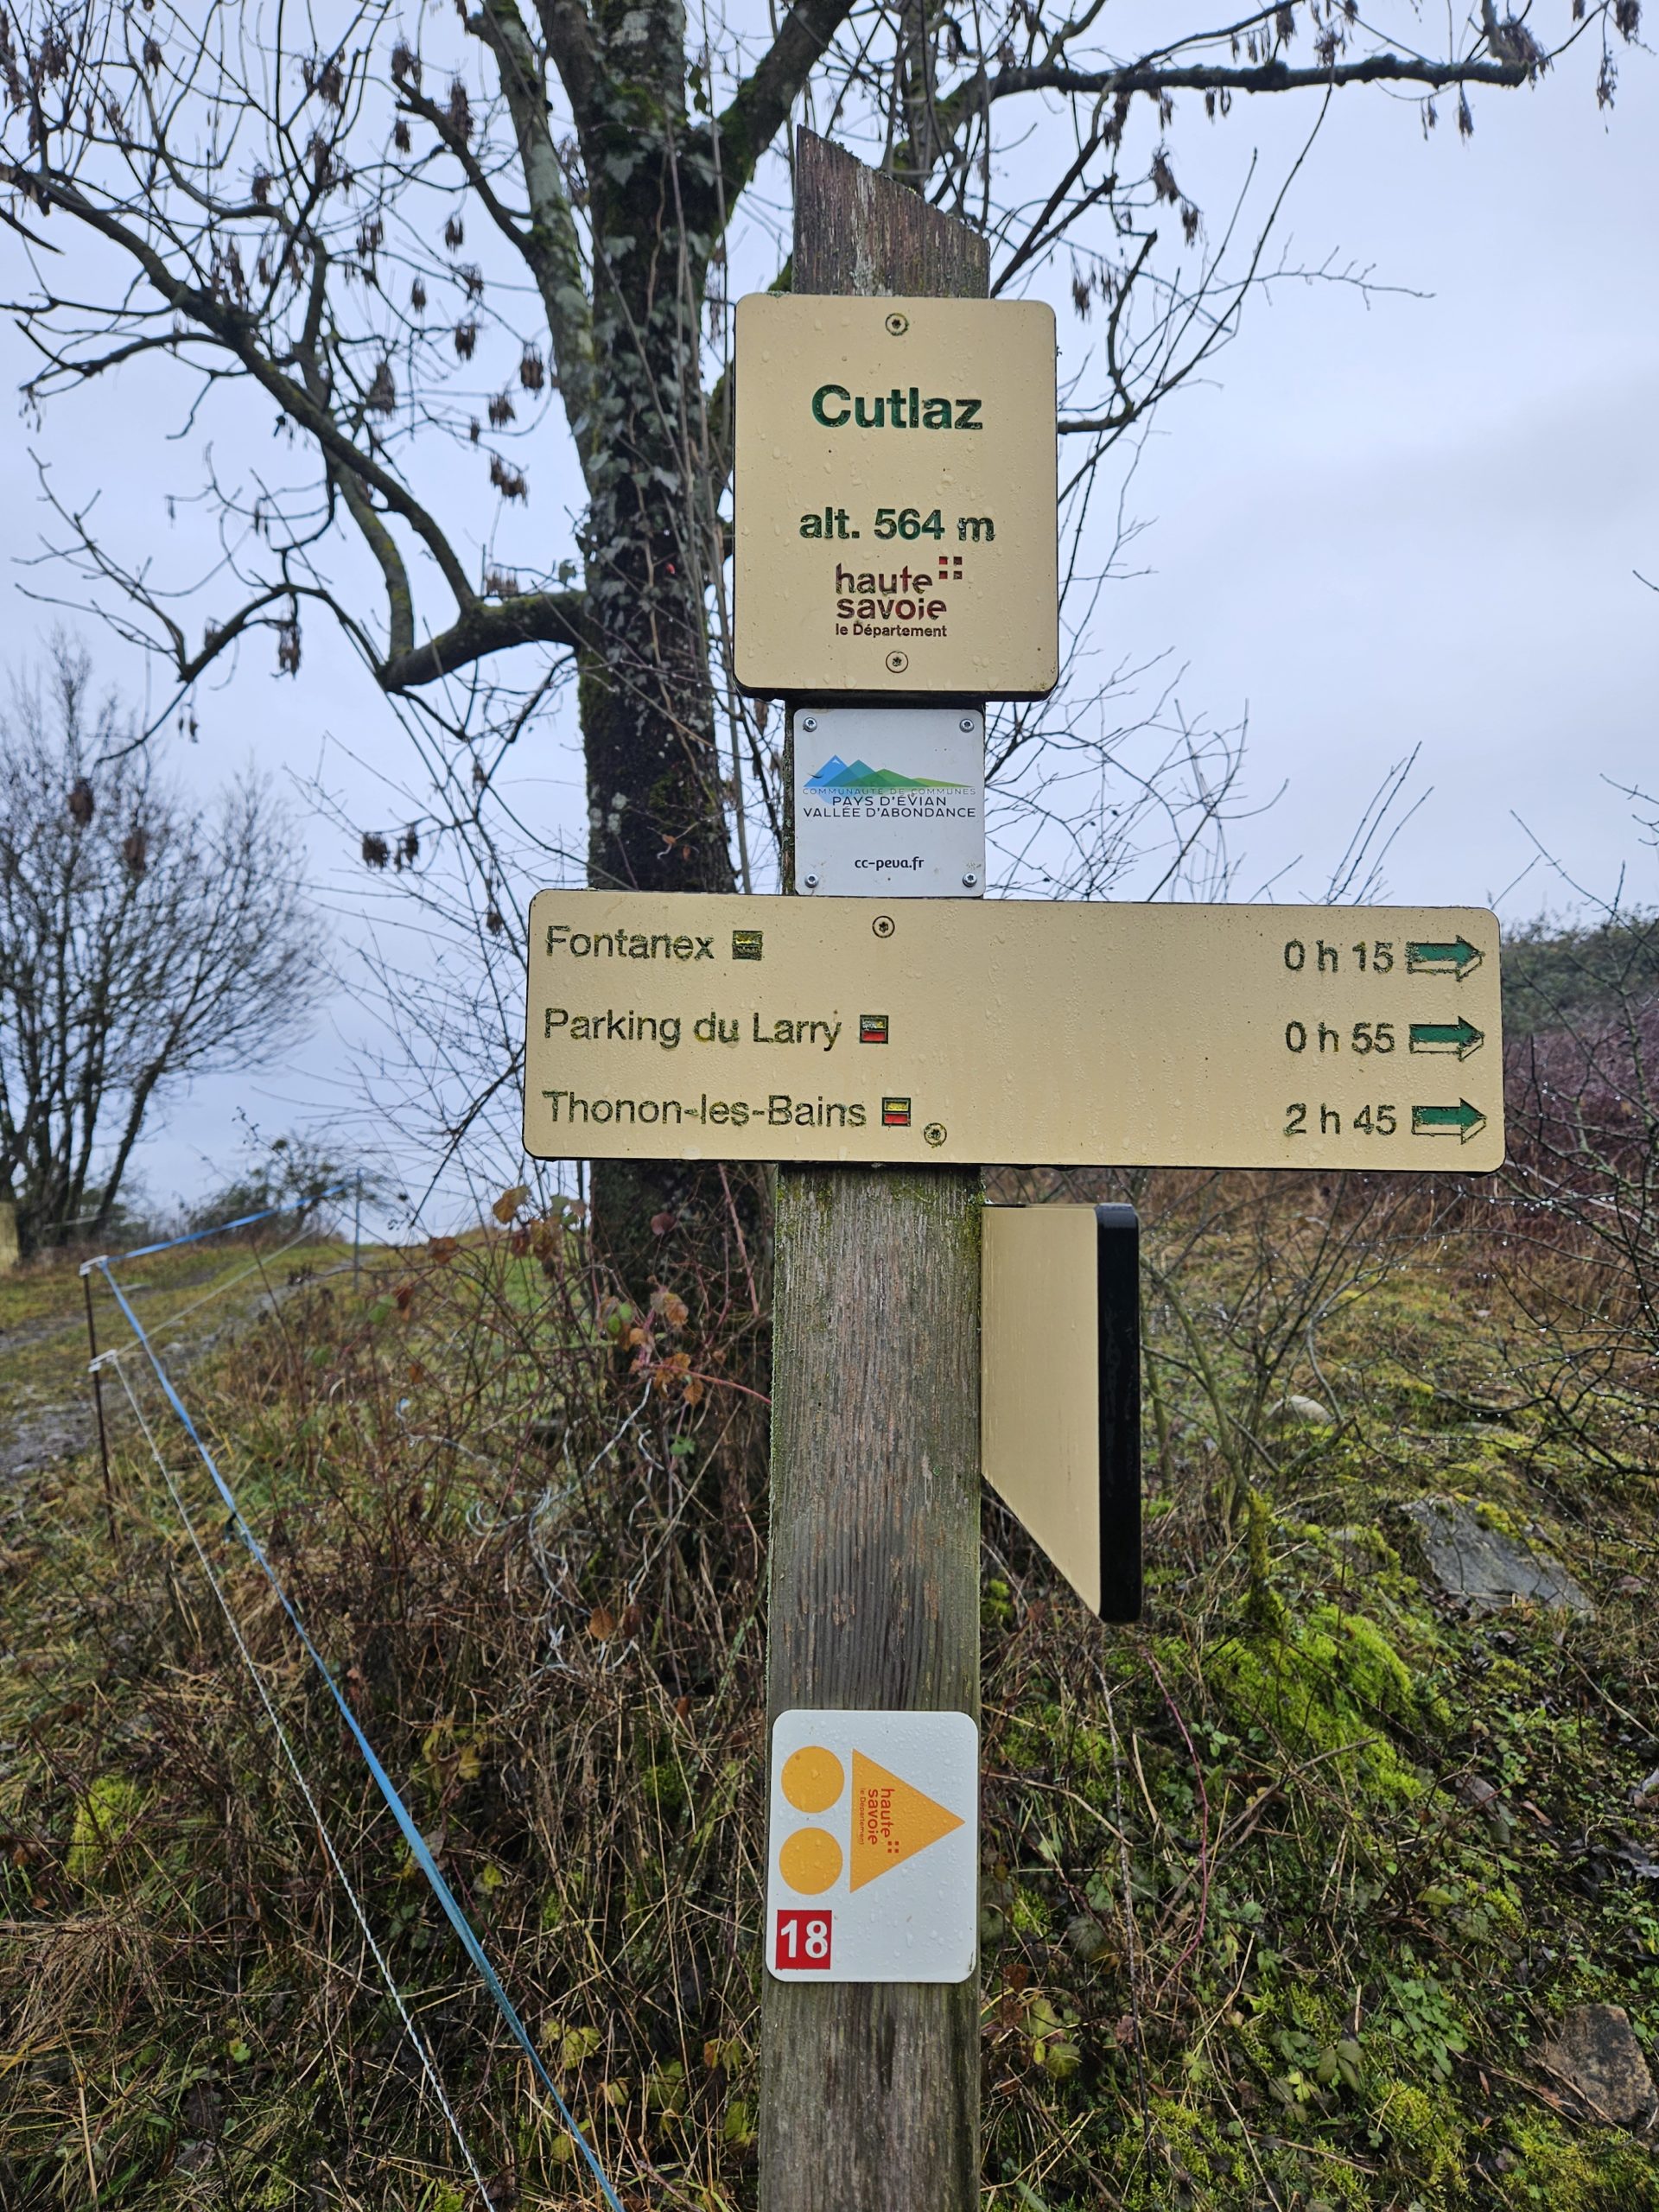 Cutlaz
alt. 564 m
haute
savoie
le Département
COMMUNAUTÉ DE COMMUNES
PAYS D'ÉVIAN
VALLÉE D'ABONDANCE
cc-peva.fr
Fontanex 0 h 15
Parking du Larry 0 h 55
Thonon-les-Bains 2 h 45
haute
savoie
le Département
18